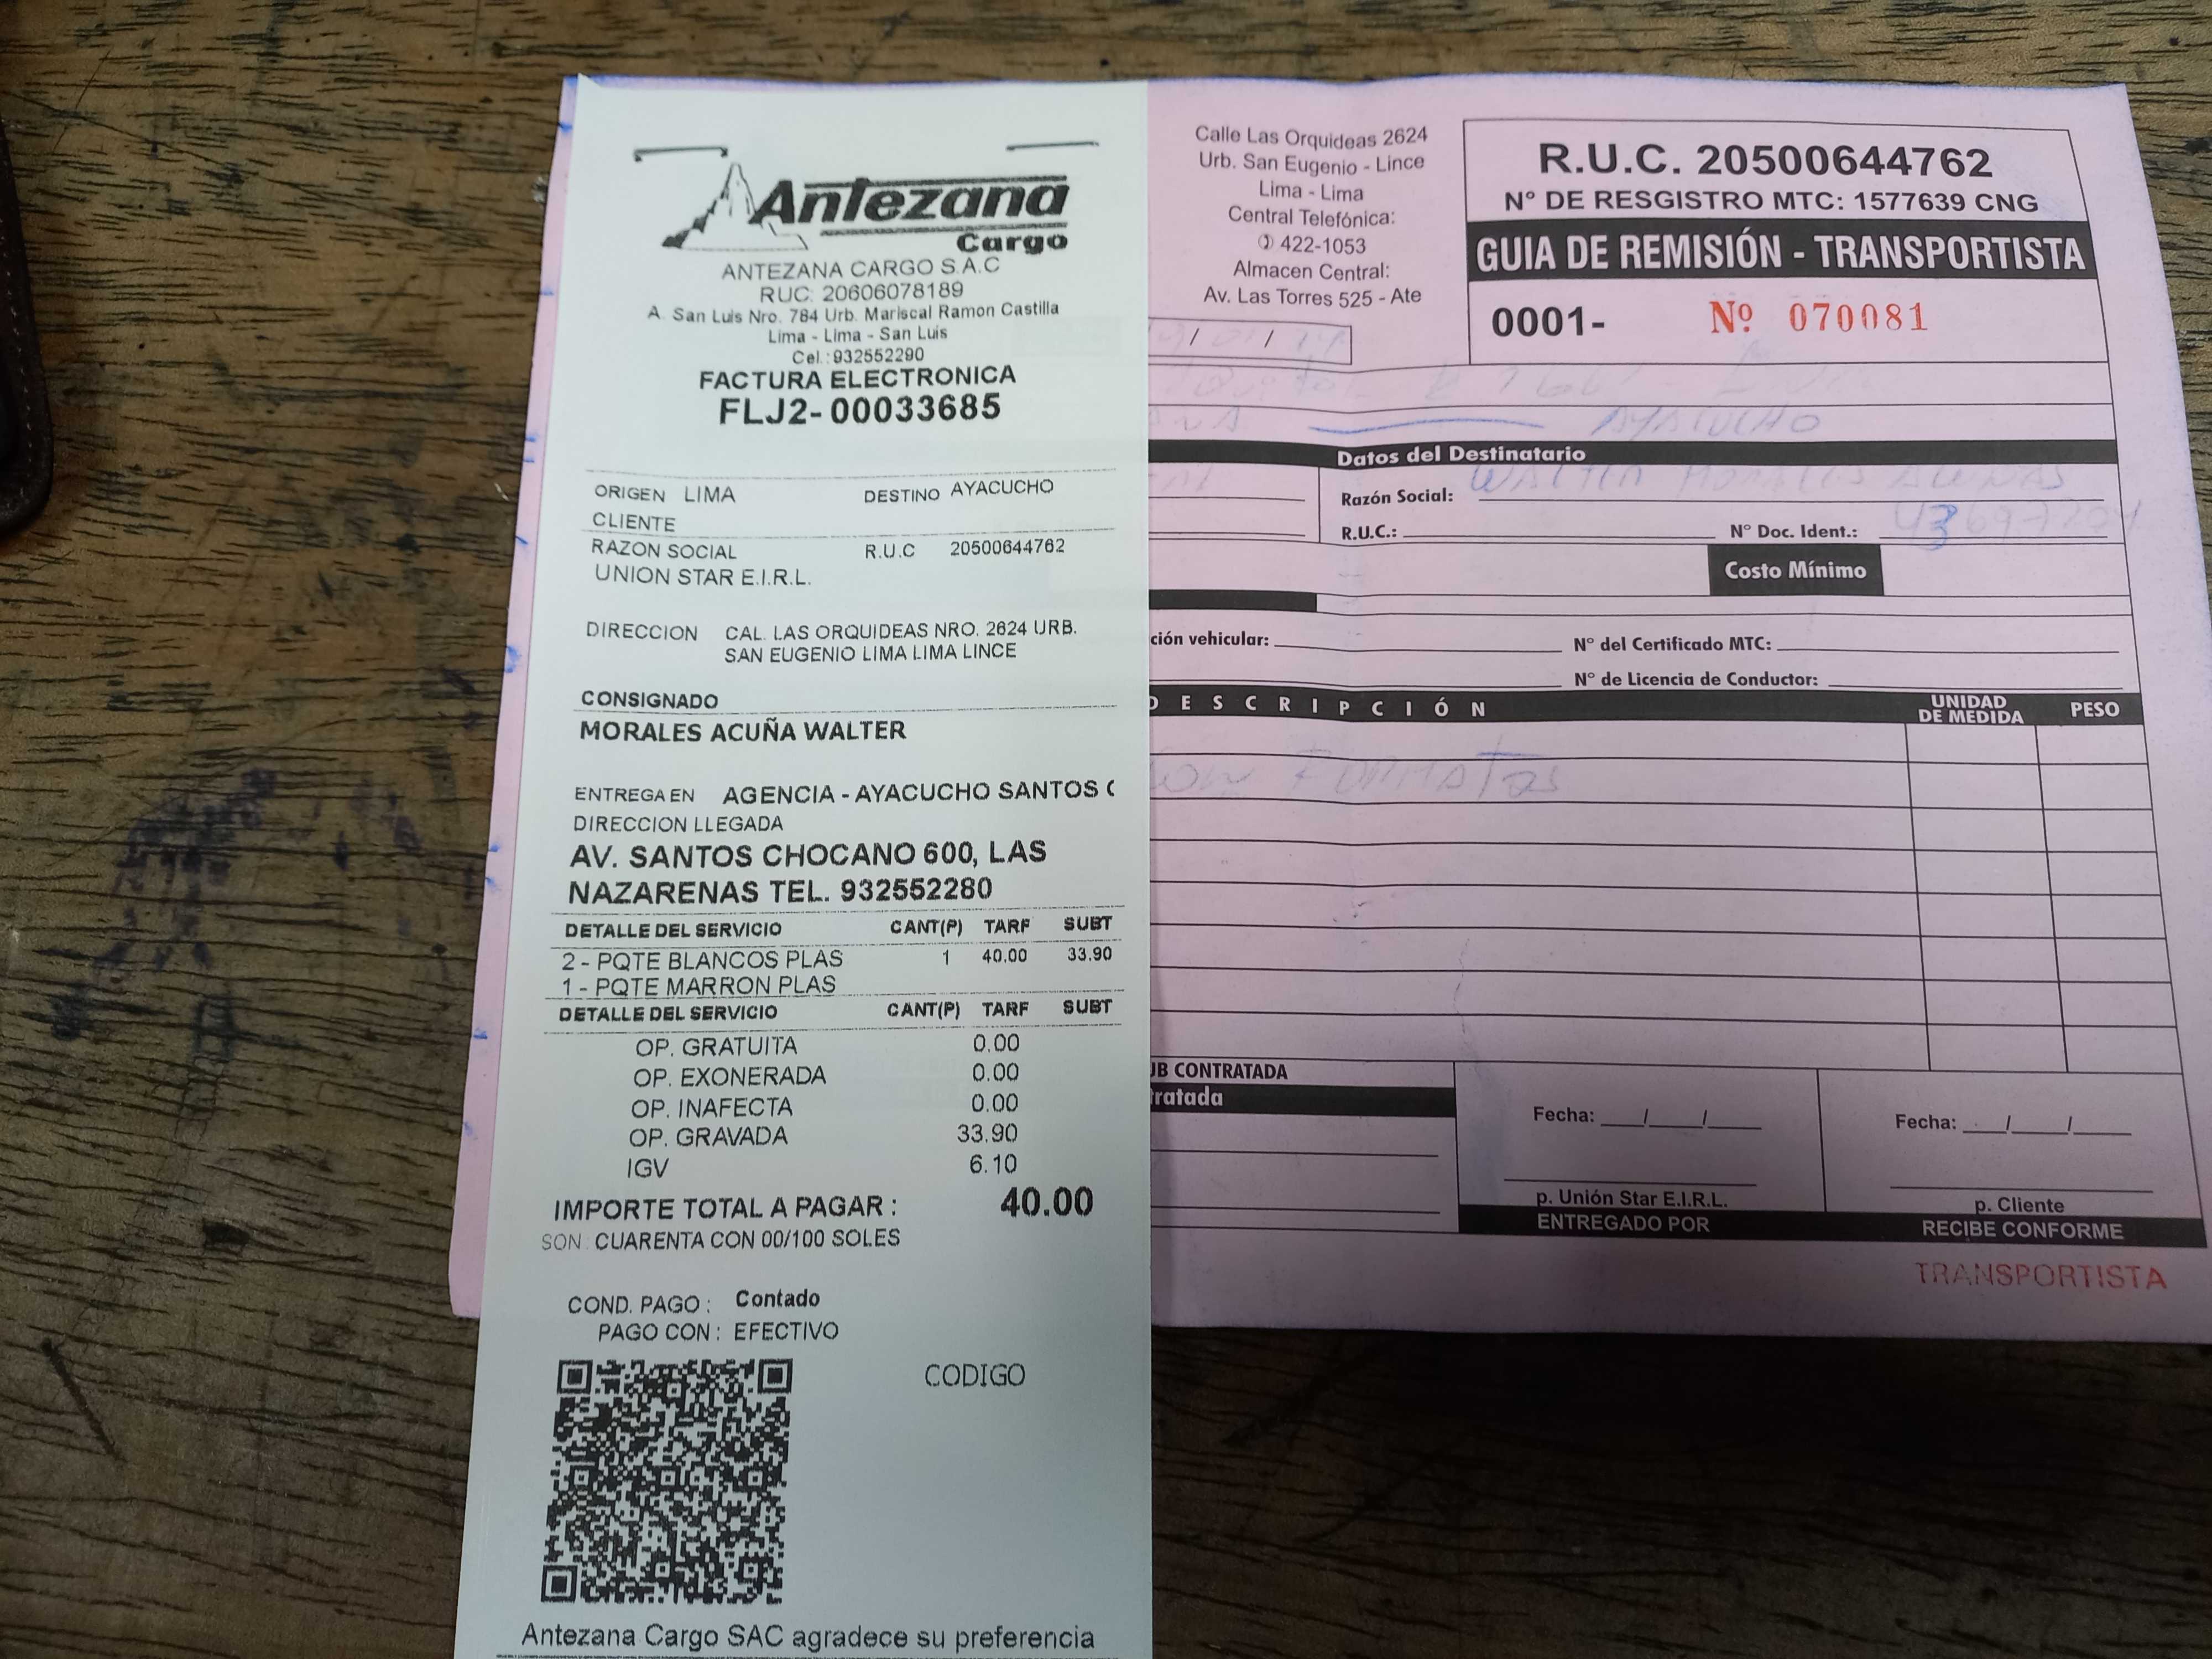 Antezana
Cargo
ANTEZANA CARGO S.A.C
RUC: 20606078189
A. San Luis Nro. 784 Urb. Mariscal Ramon Castilla
Lima - Lima - San Luis
Cel.:932552290
FACTURA ELECTRONICA
FLJ2-00033685
ORIGEN LIMA DESTINO AYACUCHO
CLIENTE
RAZON SOCIAL R.U.C 20500644762
UNION STAR E.I.R.L.
DIRECCION CAL. LAS ORQUIDEAS NRO. 2624 URB.
SAN EUGENIO LIMA LIMA LINCE
CONSIGNADO
MORALES ACUÑA WALTER
ENTREGA EN AGENCIA - AYACUCHO SANTOS C
DIRECCION LLEGADA
AV. SANTOS CHOCANO 600, LAS
NAZARENAS TEL. 932552280
DETALLE DEL SERVICIO CANT(P) TARF SUBT
2 - PQTE BLANCOS PLAS 1 40.00 33.90
1 - PQTE MARRON PLAS
DETALLE DEL SERVICIO CANT(P) TARF SUBT
OP. GRATUITA 0.00
OP. EXONERADA 0.00
OP. INAFECTA 0.00
OP. GRAVADA 33.90
IGV 6.10
IMPORTE TOTAL A PAGAR : 40.00
SON : CUARENTA CON 00/100 SOLES
COND. PAGO : Contado
PAGO CON : EFECTIVO
CODIGO
Antezana Cargo SAC agradece su preferencia
Calle Las Orquideas 2624
Urb. San Eugenio - Lince
Lima - Lima
Central Telefónica:
422-1053
Almacen Central:
Av. Las Torres 525 - Ate
R.U.C. 20500644762
N° DE RESGISTRO MTC: 1577639 CNG
GUIA DE REMISIÓN - TRANSPORTISTA
0001- Nº 070081
/ /
AYACUCHO
Datos del Destinatario
Razón Social: WALTER MORALES
R.U.C.: N° Doc. Ident.:
Costo Mínimo
ción vehicular: N° del Certificado MTC:
N° de Licencia de Conductor:
DESCRIPCIÓN UNIDAD DE MEDIDA PESO
CON FORMATOS
UB CONTRATADA
tratada
Fecha: / / Fecha: / /
p. Unión Star E.I.R.L. p. Cliente
ENTREGADO POR RECIBE CONFORME
TRANSPORTISTA